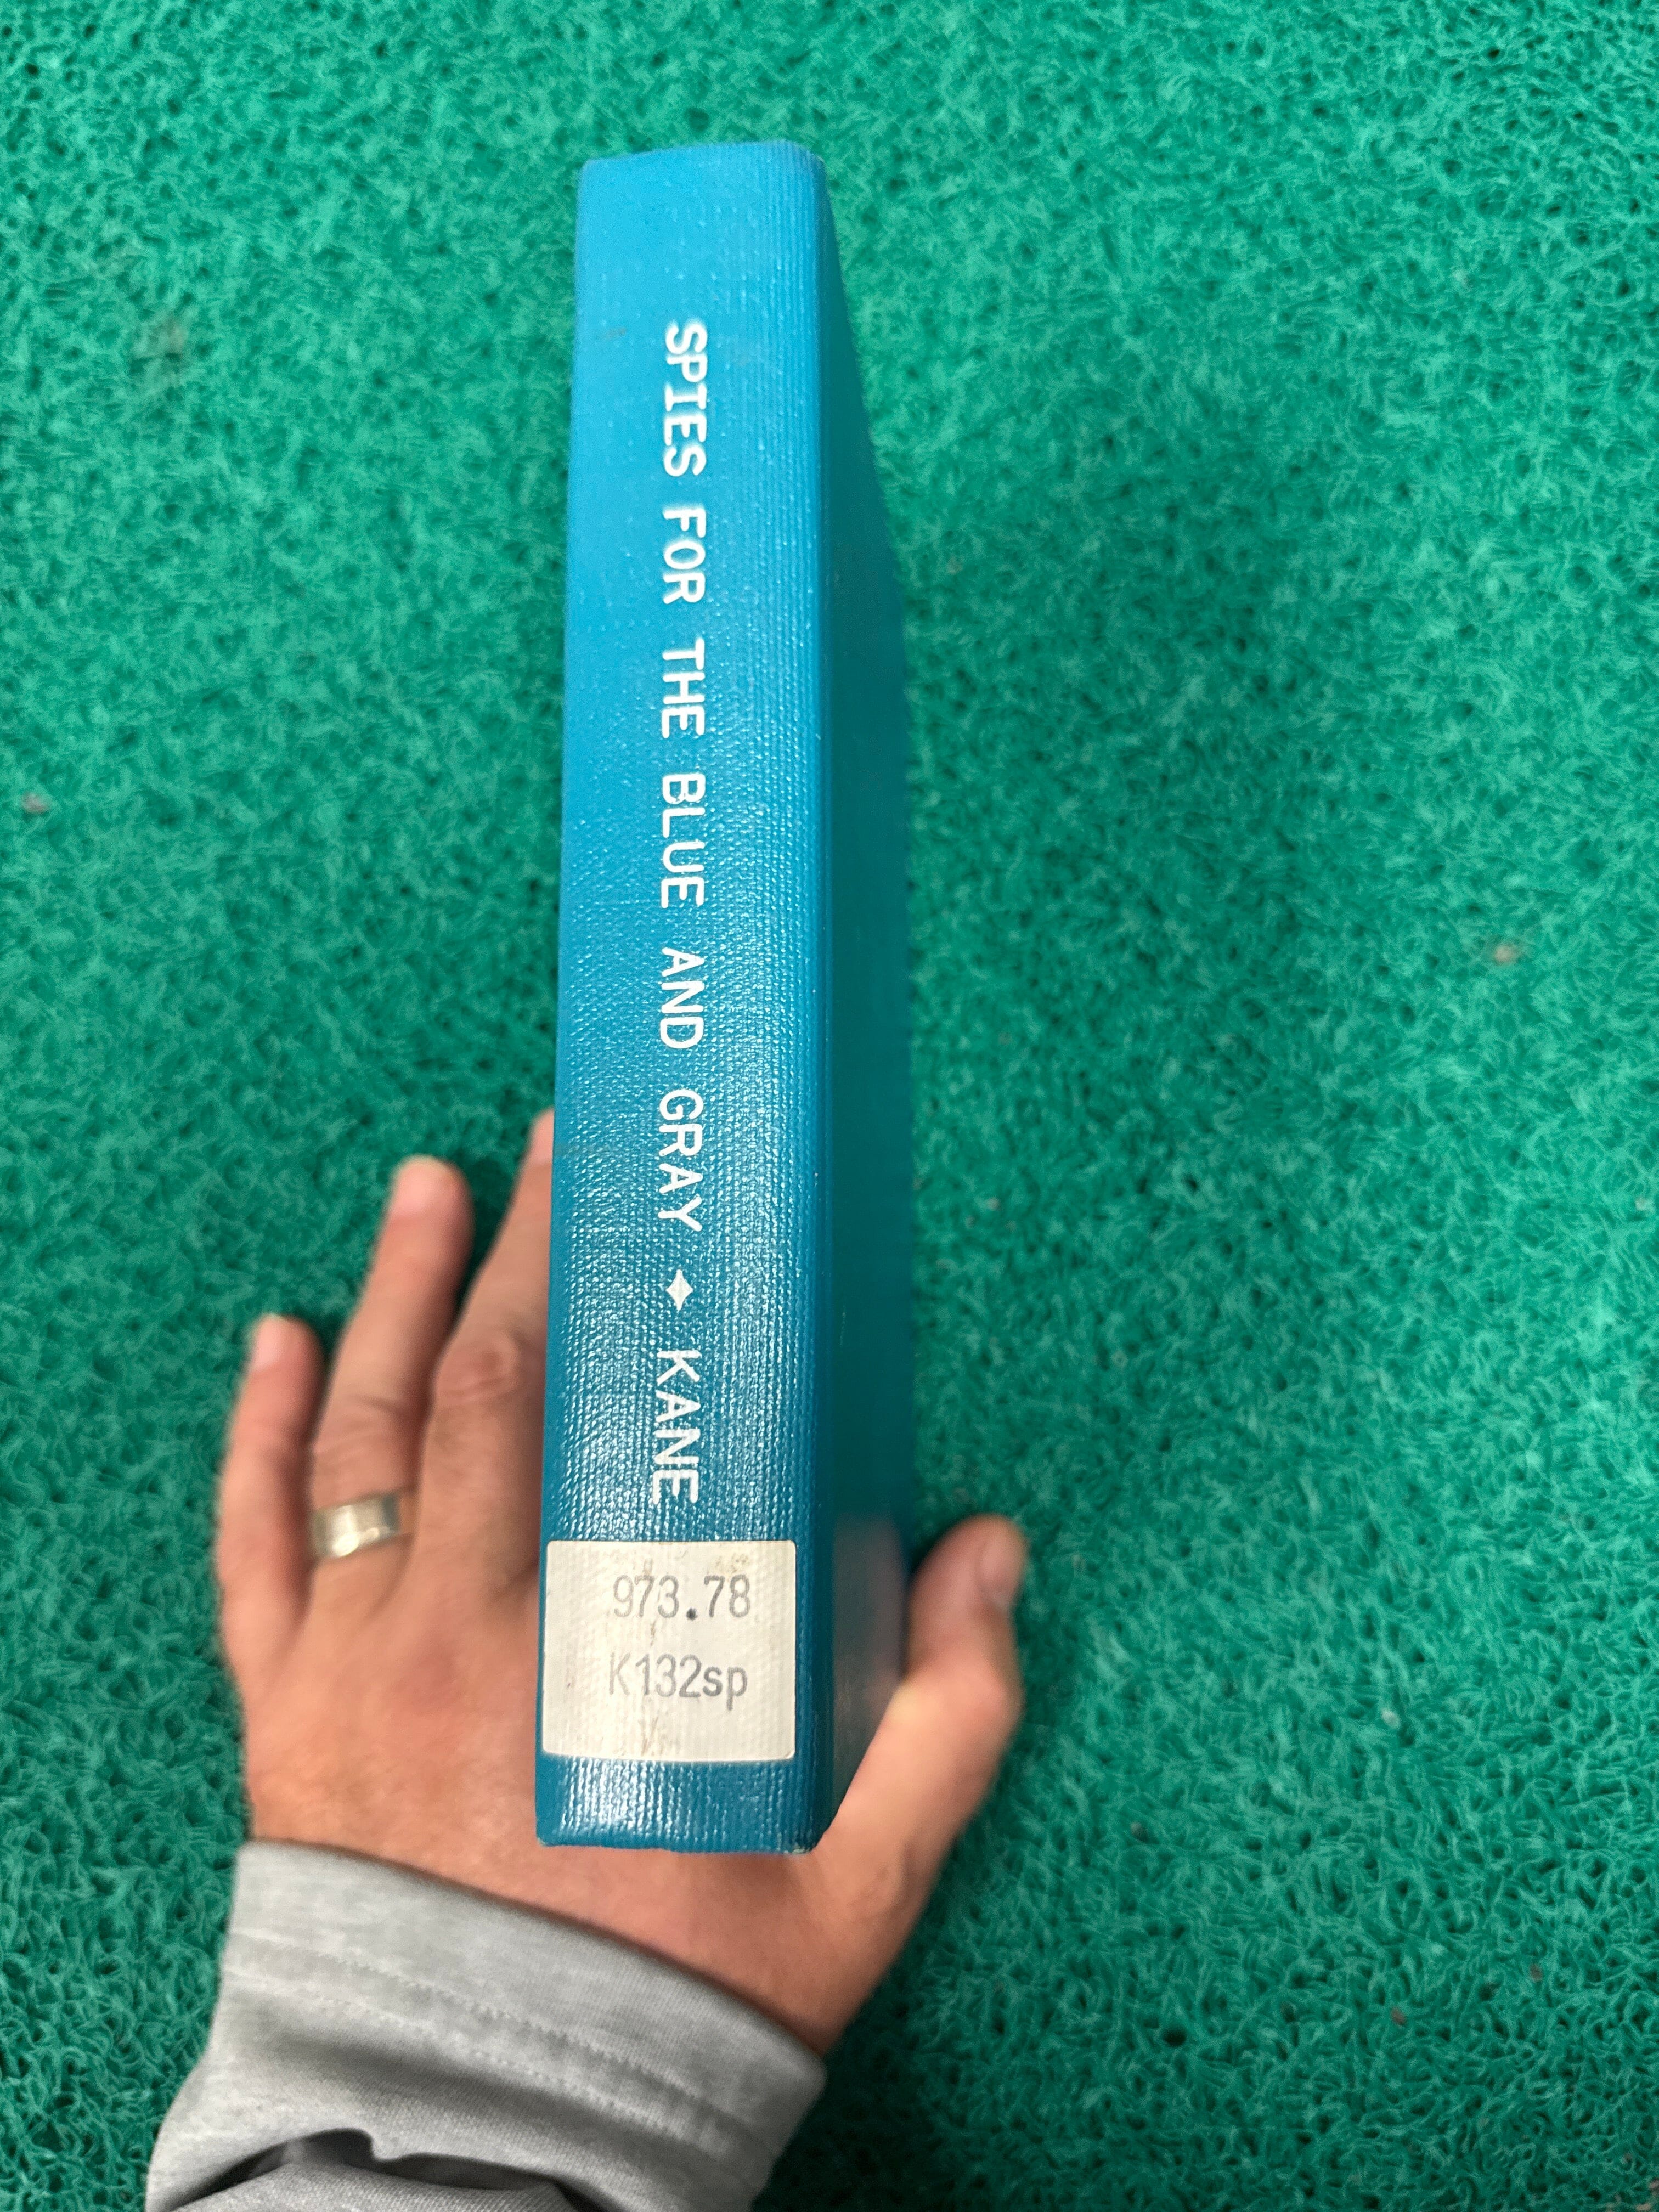 SPIES FOR THE BLUE AND GRAY ✦ KANE
973.78
K132sp